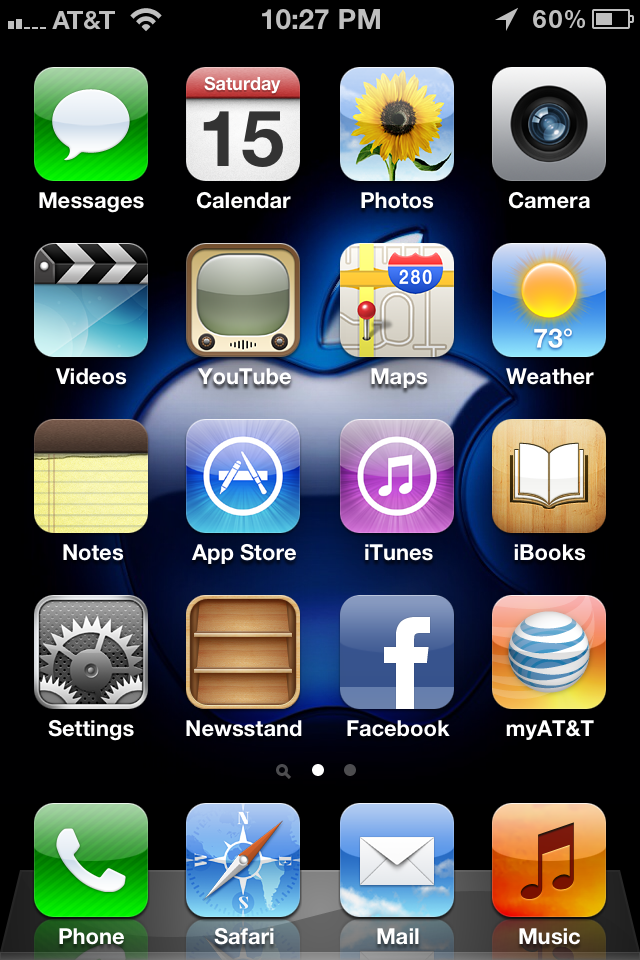 AT&T 10:27 PM 60%
Saturday
15
Messages Calendar Photos Camera
280
73°
Videos YouTube Maps Weather
Notes App Store iTunes iBooks
Settings Newsstand Facebook myAT&T
N
S
Phone Safari Mail Music